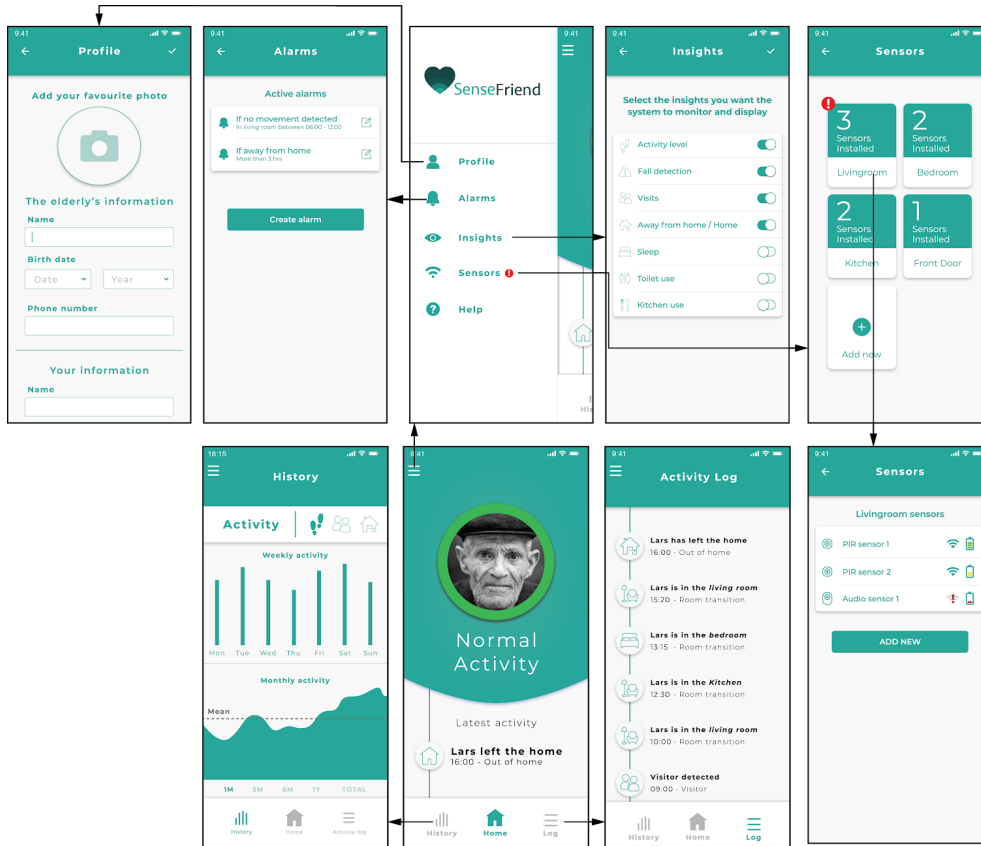 9:41
Profile
Add your favourite photo
The elderly's information
Name
Birth date
Date
Year
Phone number
Your information
Name
9:41
Alarms
Active alarms
If no movement detected
In living room between 06:00 - 13:00
If away from home
More than 3 hrs
Create alarm
SenseFriend
Profile
Alarms
Insights
Sensors
Help
9:41
His
9:41
Insights
Select the insights you want the
system to monitor and display
Activity level
Fall detection
Visits
Away from home / Home
Sleep
Toilet use
Kitchen use
9:41
Sensors
3
Sensors
Installed
Livingroom
2
Sensors
Installed
Bedroom
2
Sensors
Installed
Kitchen
1
Sensors
Installed
Front Door
Add new
16:15
History
Activity
Weekly activity
Mon Tue Wed Thu Fri Sat Sun
Monthly activity
Mean
1M 3M 6M 1Y TOTAL
History Home Activity log
9:41
Normal
Activity
Latest activity
Lars left the home
16:00 - Out of home
History Home Log
9:41
Activity Log
Lars has left the home
16:00 - Out of home
Lars is in the living room
15:20 - Room transition
Lars is in the bedroom
13:15 - Room transition
Lars is in the Kitchen
12:30 - Room transition
Lars is in the living room
10:00 - Room transition
Visitor detected
09:00 - Visitor
History Home Log
9:41
Sensors
Livingroom sensors
PIR sensor 1
PIR sensor 2
Audio sensor 1
ADD NEW